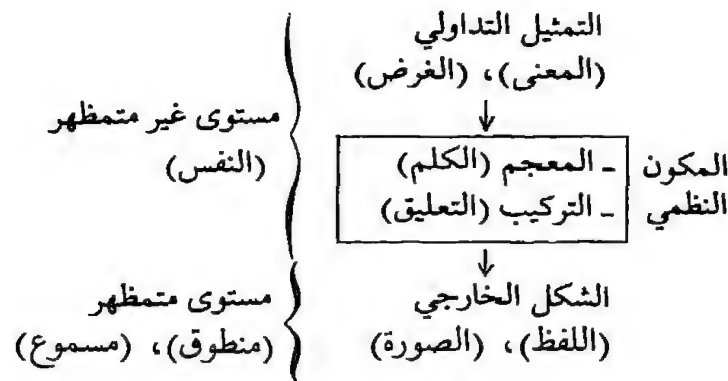 التمثيل التداولي
(المعنى)، (الغرض)
مستوى غير متمظهر
(النفس)
المكون
النظمي
ـ المعجم (الكلم)
ـ التركيب (التعليق)
الشكل الخارجي
(اللفظ)، (الصورة)
مستوى متمظهر
(منطوق)، (مسموع)